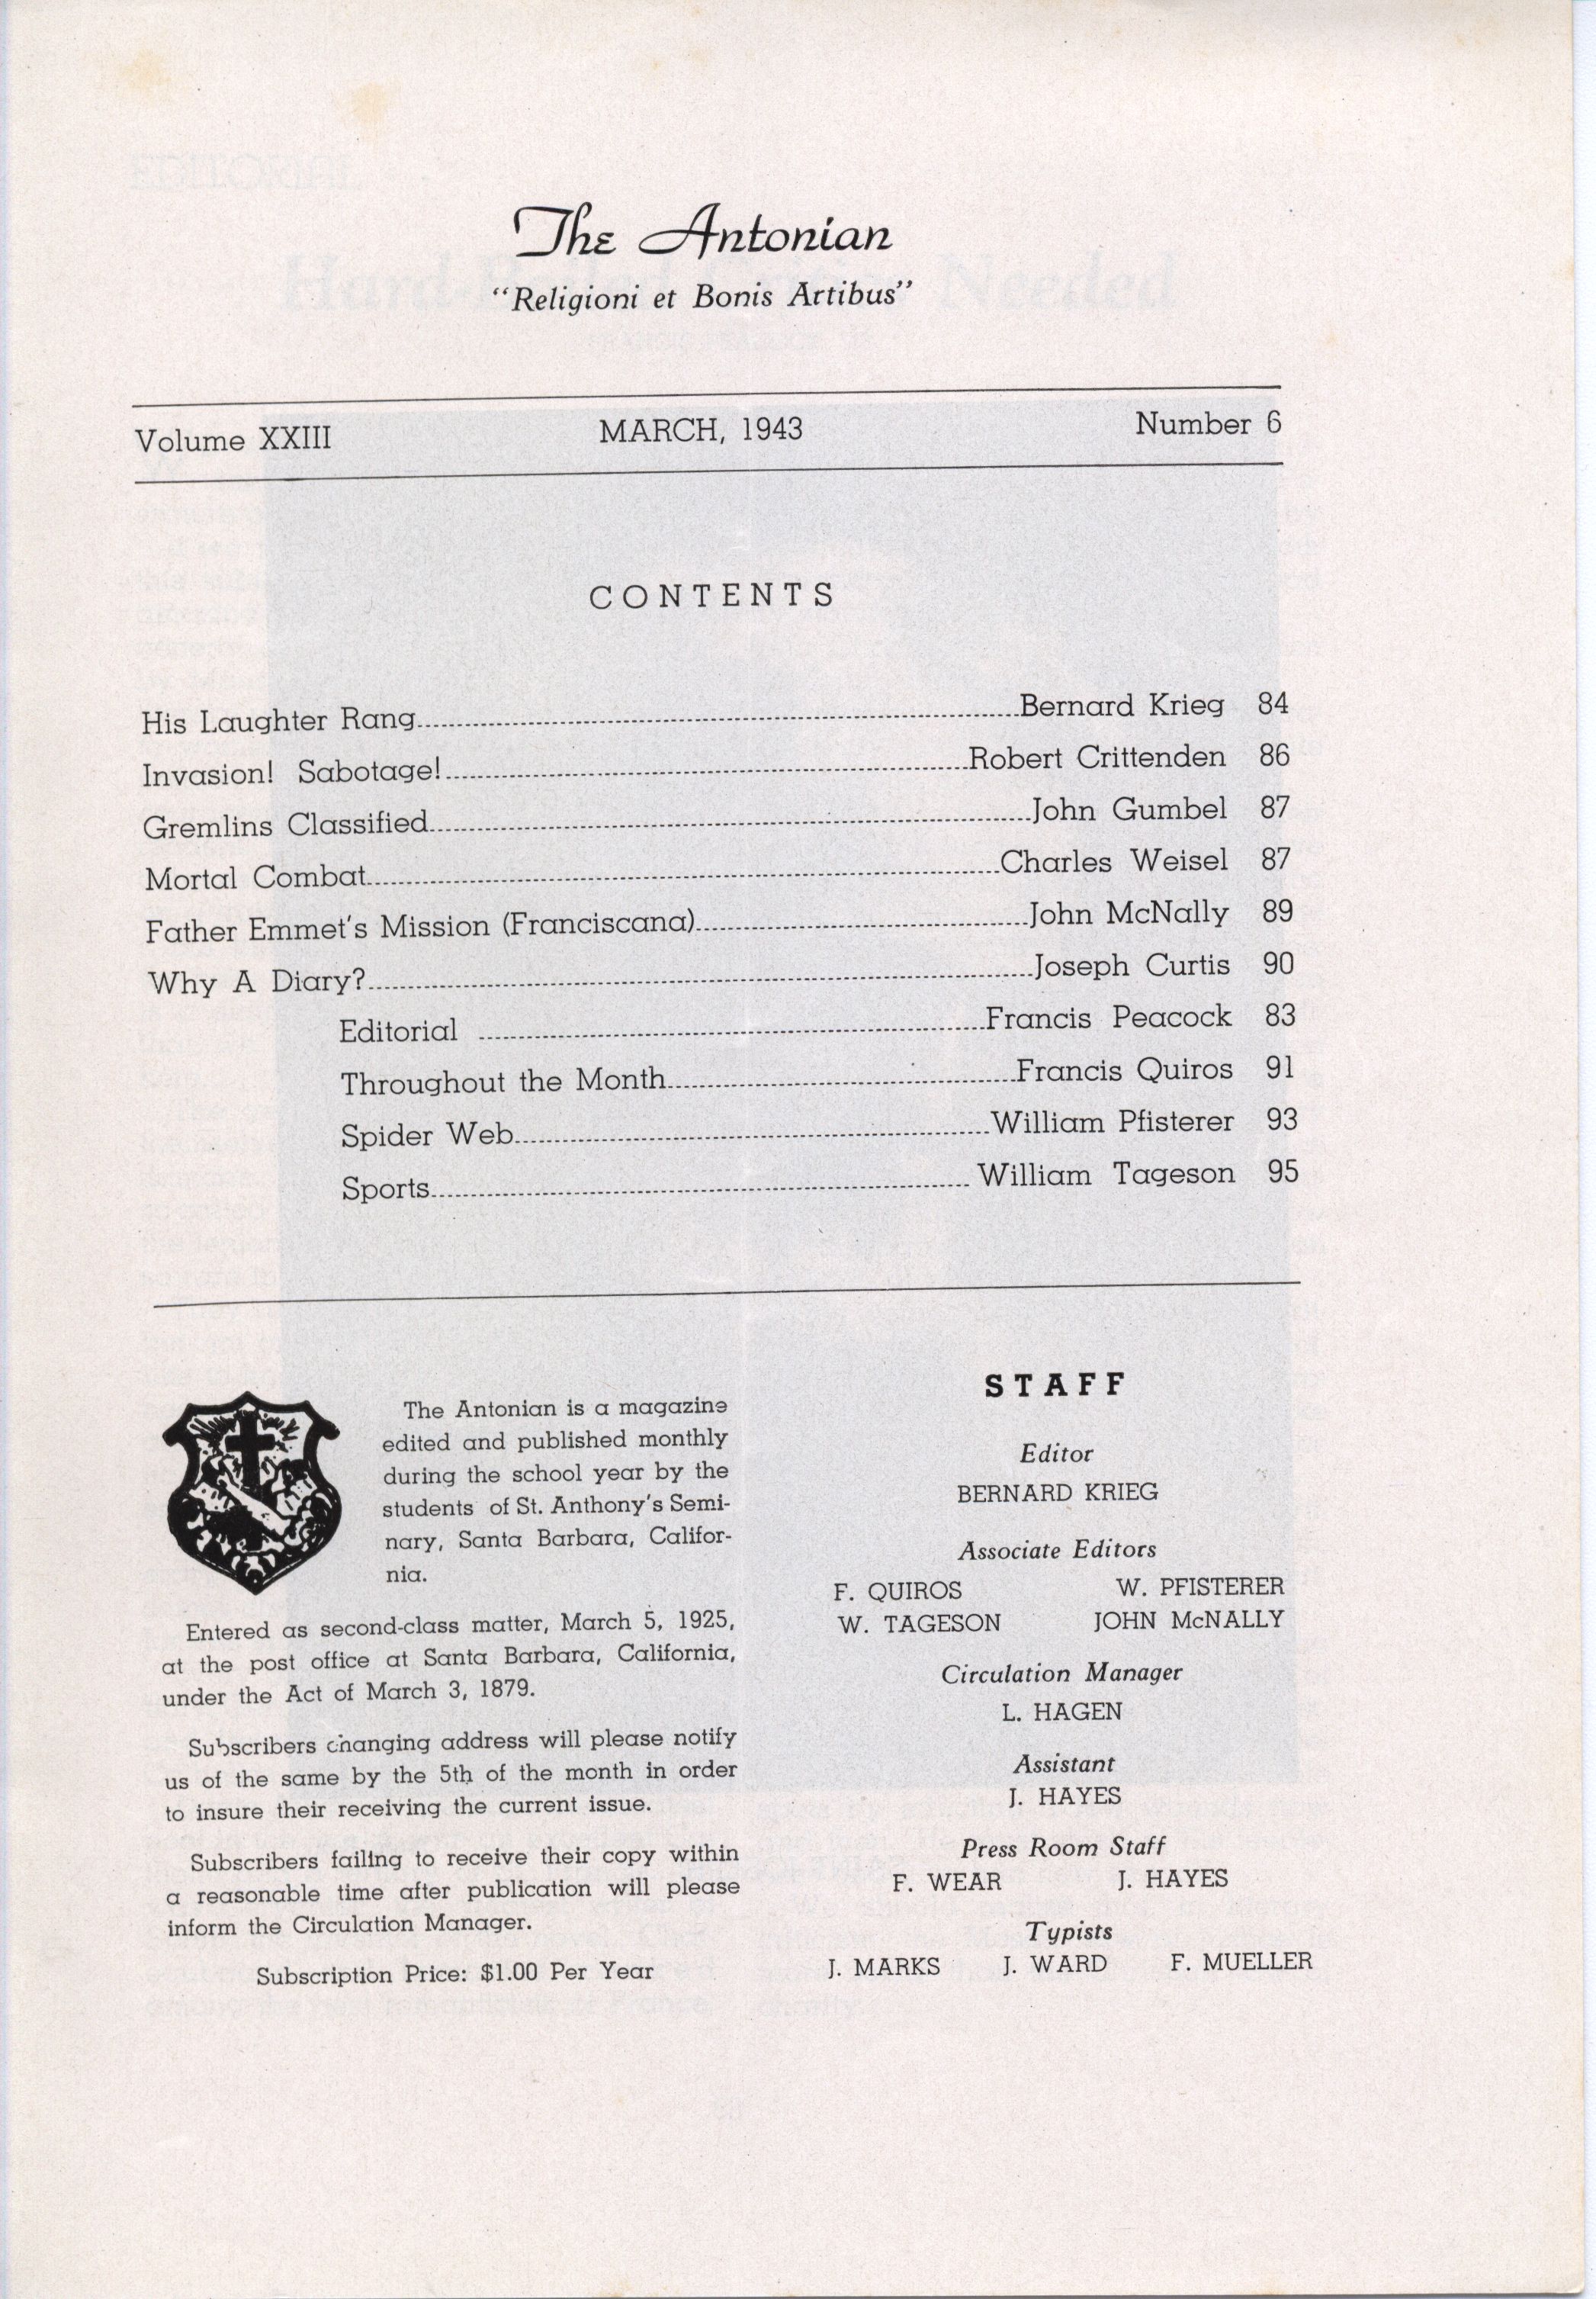 The Antonian
"Religioni et Bonis Artibus"
Volume XXIII MARCH, 1943 Number 6
CONTENTS
His Laughter Rang........Bernard Krieg 84
Invasion! Sabotage!........Robert Crittenden 86
Gremlins Classified........John Gumbel 87
Mortal Combat........Charles Weisel 87
Father Emmet's Mission (Franciscana)........John McNally 89
Why A Diary?........Joseph Curtis 90
Editorial ........Francis Peacock 83
Throughout the Month........Francis Quiros 91
Spider Web........William Pfisterer 93
Sports........William Tageson 95
The Antonian is a magazine
edited and published monthly
during the school year by the
students of St. Anthony's Semi-
nary, Santa Barbara, Califor-
nia.
Entered as second-class matter, March 5, 1925,
at the post office at Santa Barbara, California,
under the Act of March 3, 1879.
Subscribers changing address will please notify
us of the same by the 5th of the month in order
to insure their receiving the current issue.
Subscribers failing to receive their copy within
a reasonable time after publication will please
inform the Circulation Manager.
Subscription Price: $1.00 Per Year
STAFF
Editor
BERNARD KRIEG
Associate Editors
F. QUIROS W. PFISTERER
W. TAGESON JOHN McNALLY
Circulation Manager
L. HAGEN
Assistant
J. HAYES
Press Room Staff
F. WEAR J. HAYES
Typists
J. MARKS J. WARD F. MUELLER